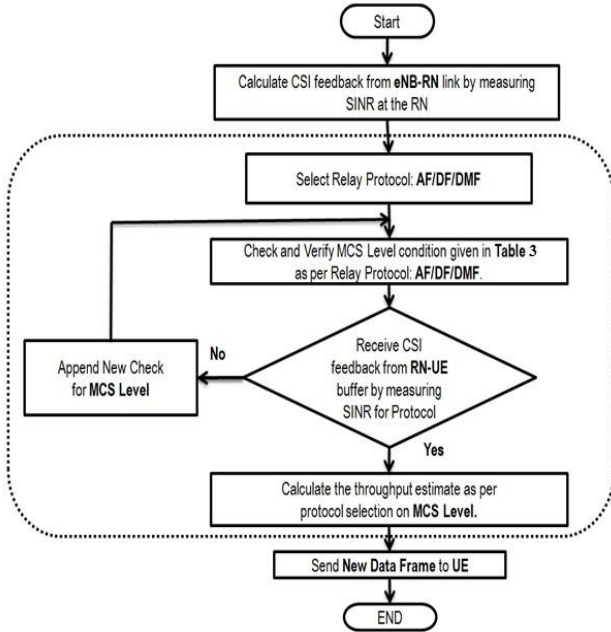 Start
Calculate CSI feedback from eNB-RN link by measuring
SINR at the RN
Select Relay Protocol: AF/DF/DMF
Check and Verify MCS Level condition given in Table 3
as per Relay Protocol: AF/DF/DMF.
Receive CSI
feedback from RN-UE
buffer by measuring
SINR for Protocol
No
Append New Check
for MCS Level
Yes
Calculate the throughput estimate as per
protocol selection on MCS Level.
Send New Data Frame to UE
END